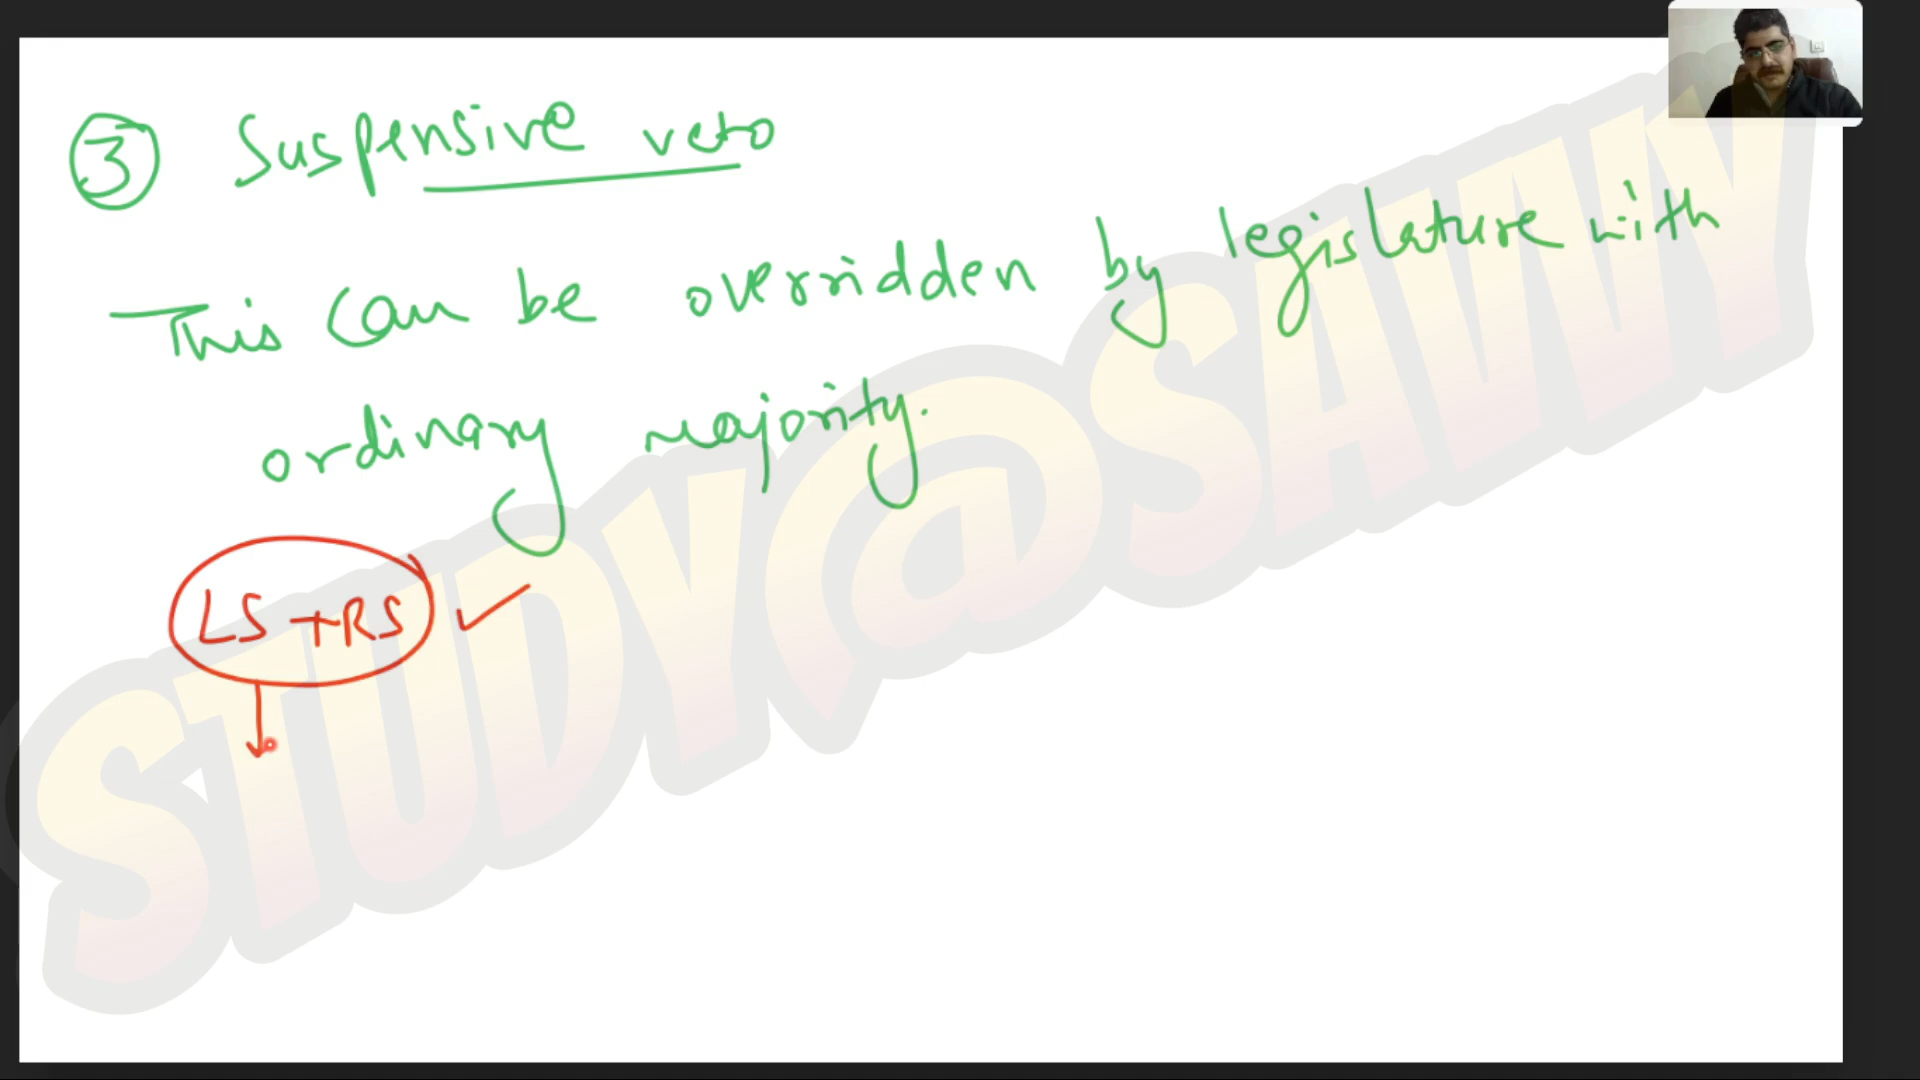 3 Suspensive veto
This can be overridden by legislature with
ordinary majority.
LS + RS
STUDY@SAVVY